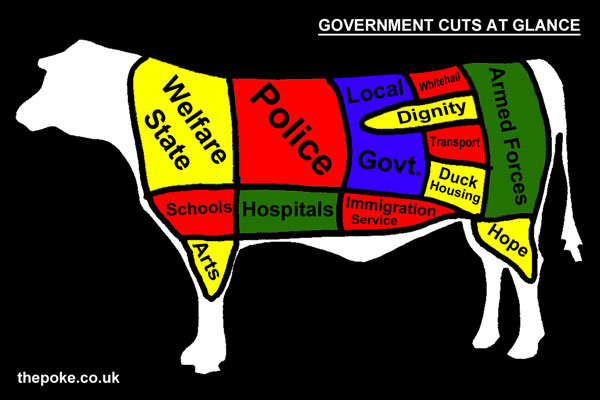 GOVERNMENT CUTS AT GLANCE
Welfare
State
Police
Local
Govt.
Whitehall
Dignity
Transport
Duck
Housing
Armed Forces
Schools
Hospitals
Immigration
Service
Arts
Hope
thepoke.co.uk